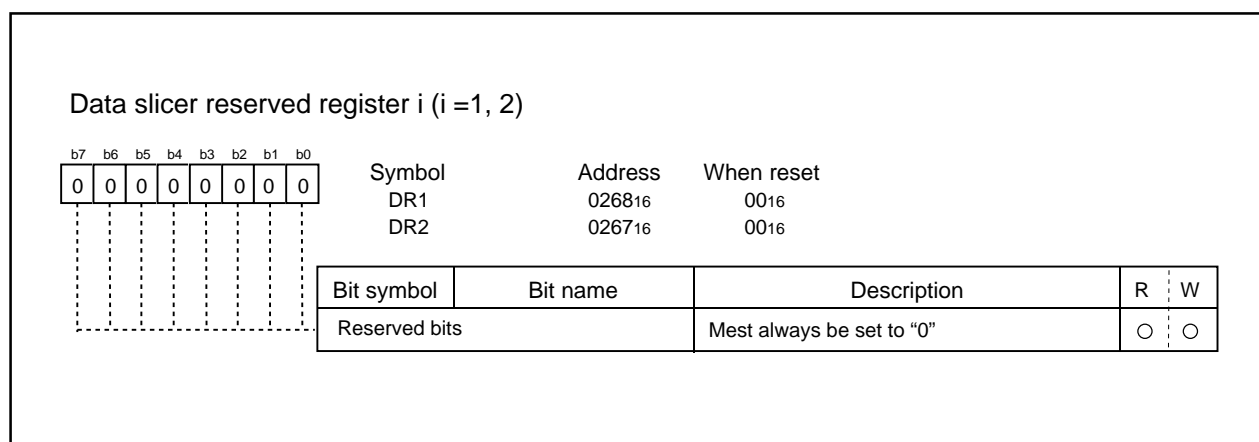 Data slicer reserved register i (i =1, 2)
b7 b6 b5 b4 b3 b2 b1 b0
0 0 0 0 0 0 0 0
Symbol Address When reset
DR1 026816 0016
DR2 026716 0016
Bit symbol Bit name Description R W
Reserved bits Mest always be set to “0” ○ ○